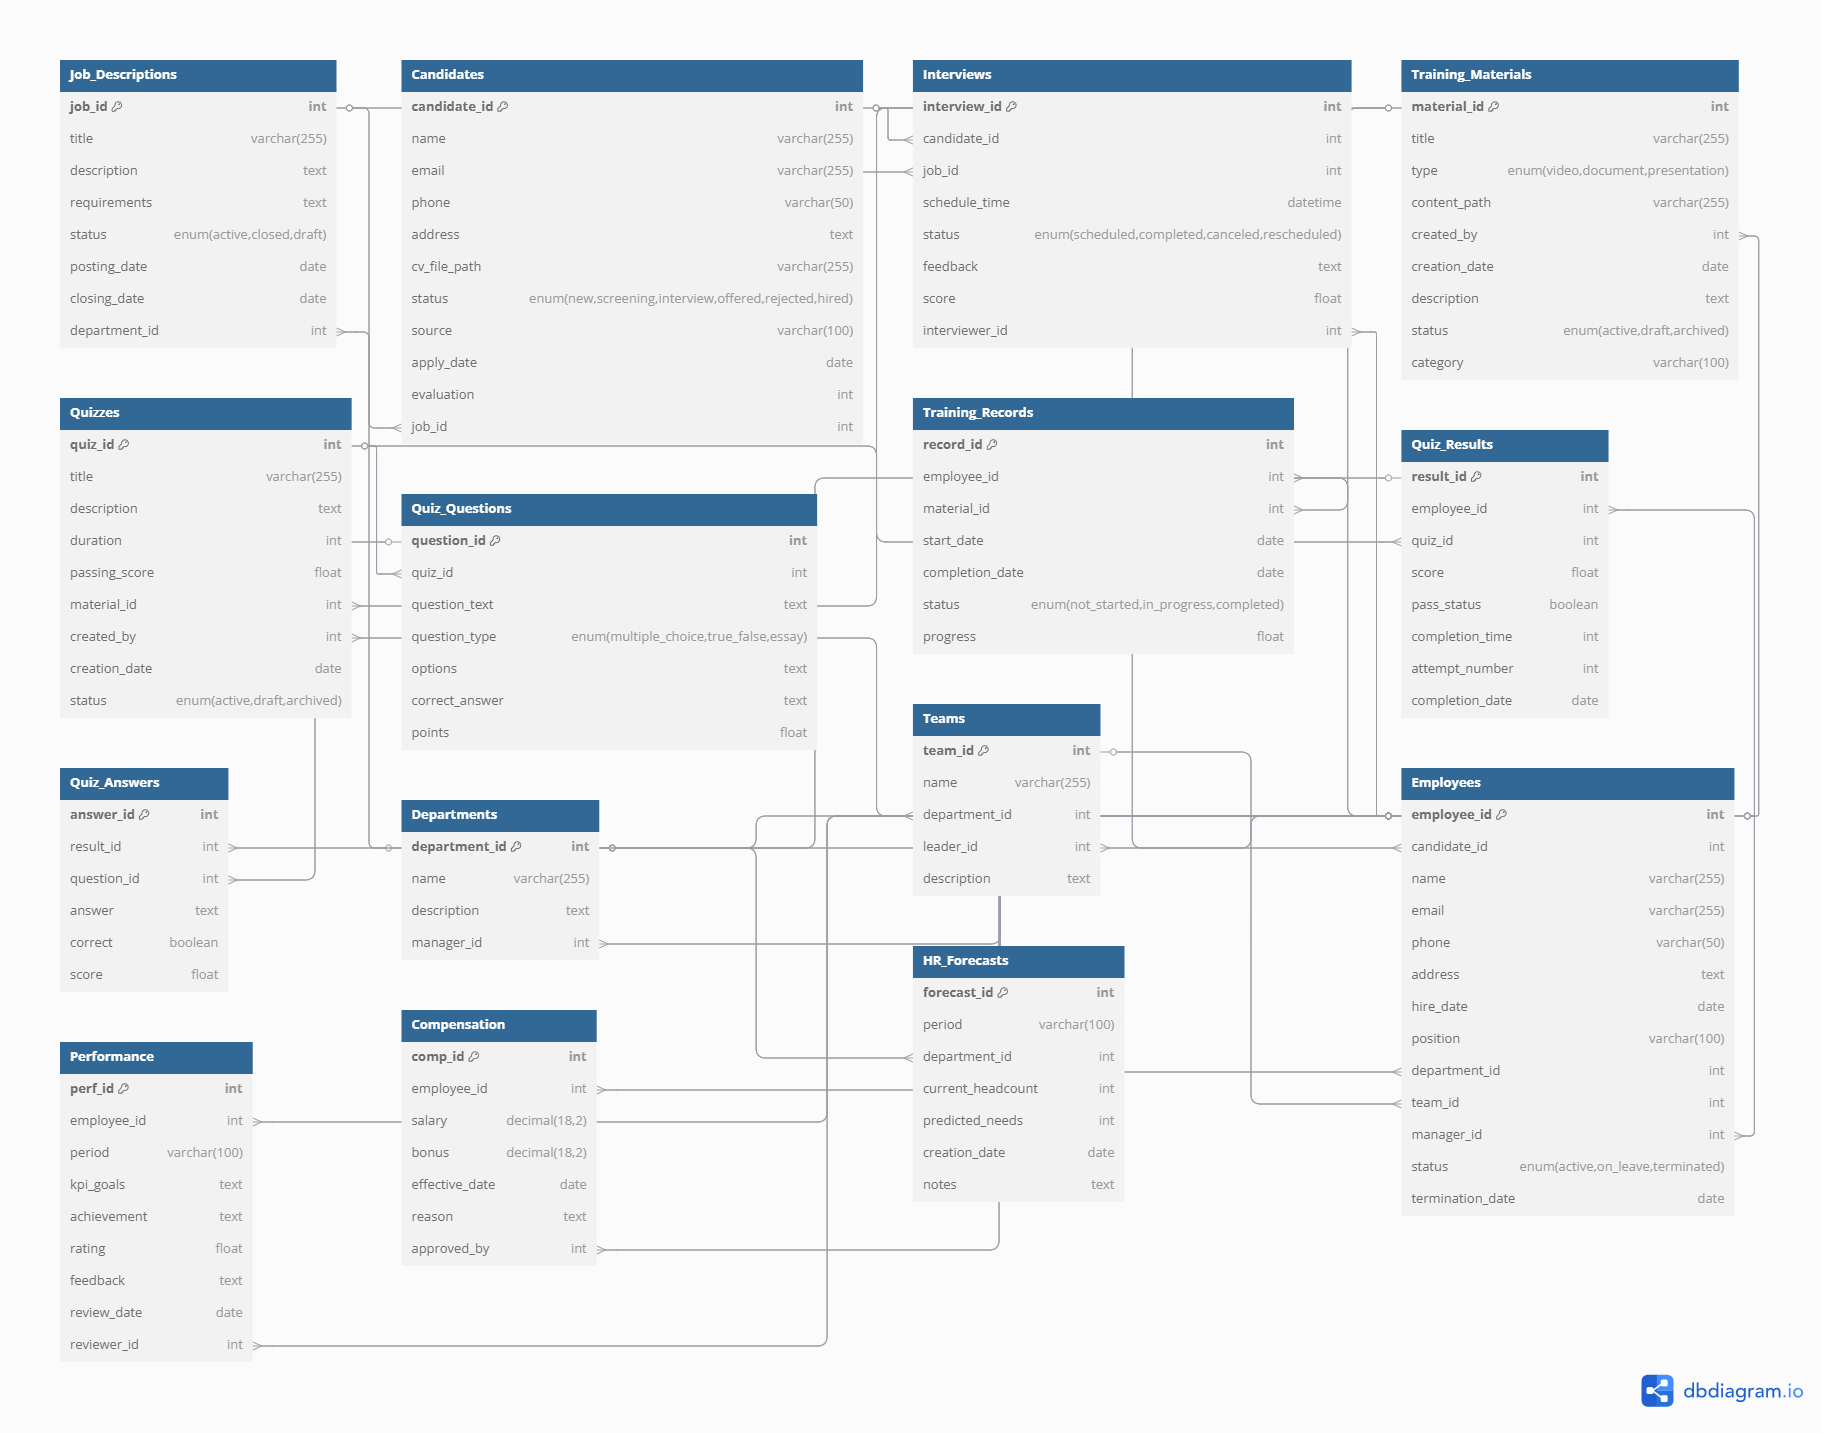 Job_Descriptions
job_id int
title varchar(255)
description text
requirements text
status enum(active,closed,draft)
posting_date date
closing_date date
department_id int
Candidates
candidate_id int
name varchar(255)
email varchar(255)
phone varchar(50)
address text
cv_file_path varchar(255)
status enum(new,screening,interview,offered,rejected,hired)
source varchar(100)
apply_date date
evaluation int
job_id int
Interviews
interview_id int
candidate_id int
job_id int
schedule_time datetime
status enum(scheduled,completed,canceled,rescheduled)
feedback text
score float
interviewer_id int
Training_Materials
material_id int
title varchar(255)
type enum(video,document,presentation)
content_path varchar(255)
created_by int
creation_date date
description text
status enum(active,draft,archived)
category varchar(100)
Quizzes
quiz_id int
title varchar(255)
description text
duration int
passing_score float
material_id int
created_by int
creation_date date
status enum(active,draft,archived)
Quiz_Questions
question_id int
quiz_id int
question_text text
question_type enum(multiple_choice,true_false,essay)
options text
correct_answer text
points float
Training_Records
record_id int
employee_id int
material_id int
start_date date
completion_date date
status enum(not_started,in_progress,completed)
progress float
Quiz_Results
result_id int
employee_id int
quiz_id int
score float
pass_status boolean
completion_time int
attempt_number int
completion_date date
Quiz_Answers
answer_id int
result_id int
question_id int
answer text
correct boolean
score float
Departments
department_id int
name varchar(255)
description text
manager_id int
Teams
team_id int
name varchar(255)
department_id int
leader_id int
description text
Employees
employee_id int
candidate_id int
name varchar(255)
email varchar(255)
phone varchar(50)
address text
hire_date date
position varchar(100)
department_id int
team_id int
manager_id int
status enum(active,on_leave,terminated)
termination_date date
Performance
perf_id int
employee_id int
period varchar(100)
kpi_goals text
achievement text
rating float
feedback text
review_date date
reviewer_id int
Compensation
comp_id int
employee_id int
salary decimal(18,2)
bonus decimal(18,2)
effective_date date
reason text
approved_by int
HR_Forecasts
forecast_id int
period varchar(100)
department_id int
current_headcount int
predicted_needs int
creation_date date
notes text
dbdiagram.io